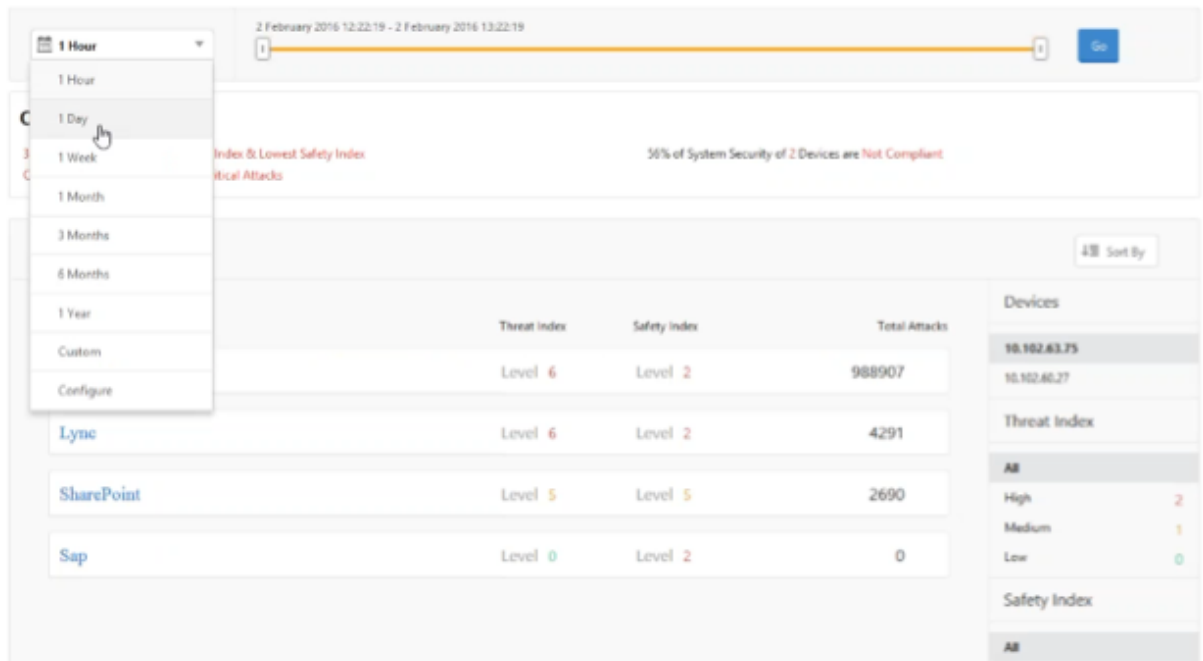 2 February 2016 12:22:19 - 2 February 2016 13:22:19
1 Hour
Go
1 Hour
1 Day
1 Week
1 Month
3 Months
6 Months
1 Year
Custom
Configure
Index & Lowest Safety Index
56% of System Security of 2 Devices are Not Compliant
Attacks
Sort By
Threat Index Safety Index Total Attacks
Level 6 Level 2 988907
Lync Level 6 Level 2 4291
SharePoint Level 5 Level 5 2690
Sap Level 0 Level 2 0
Devices
10.102.63.75
10.102.60.27
Threat Index
All
High 2
Medium 1
Low 0
Safety Index
All